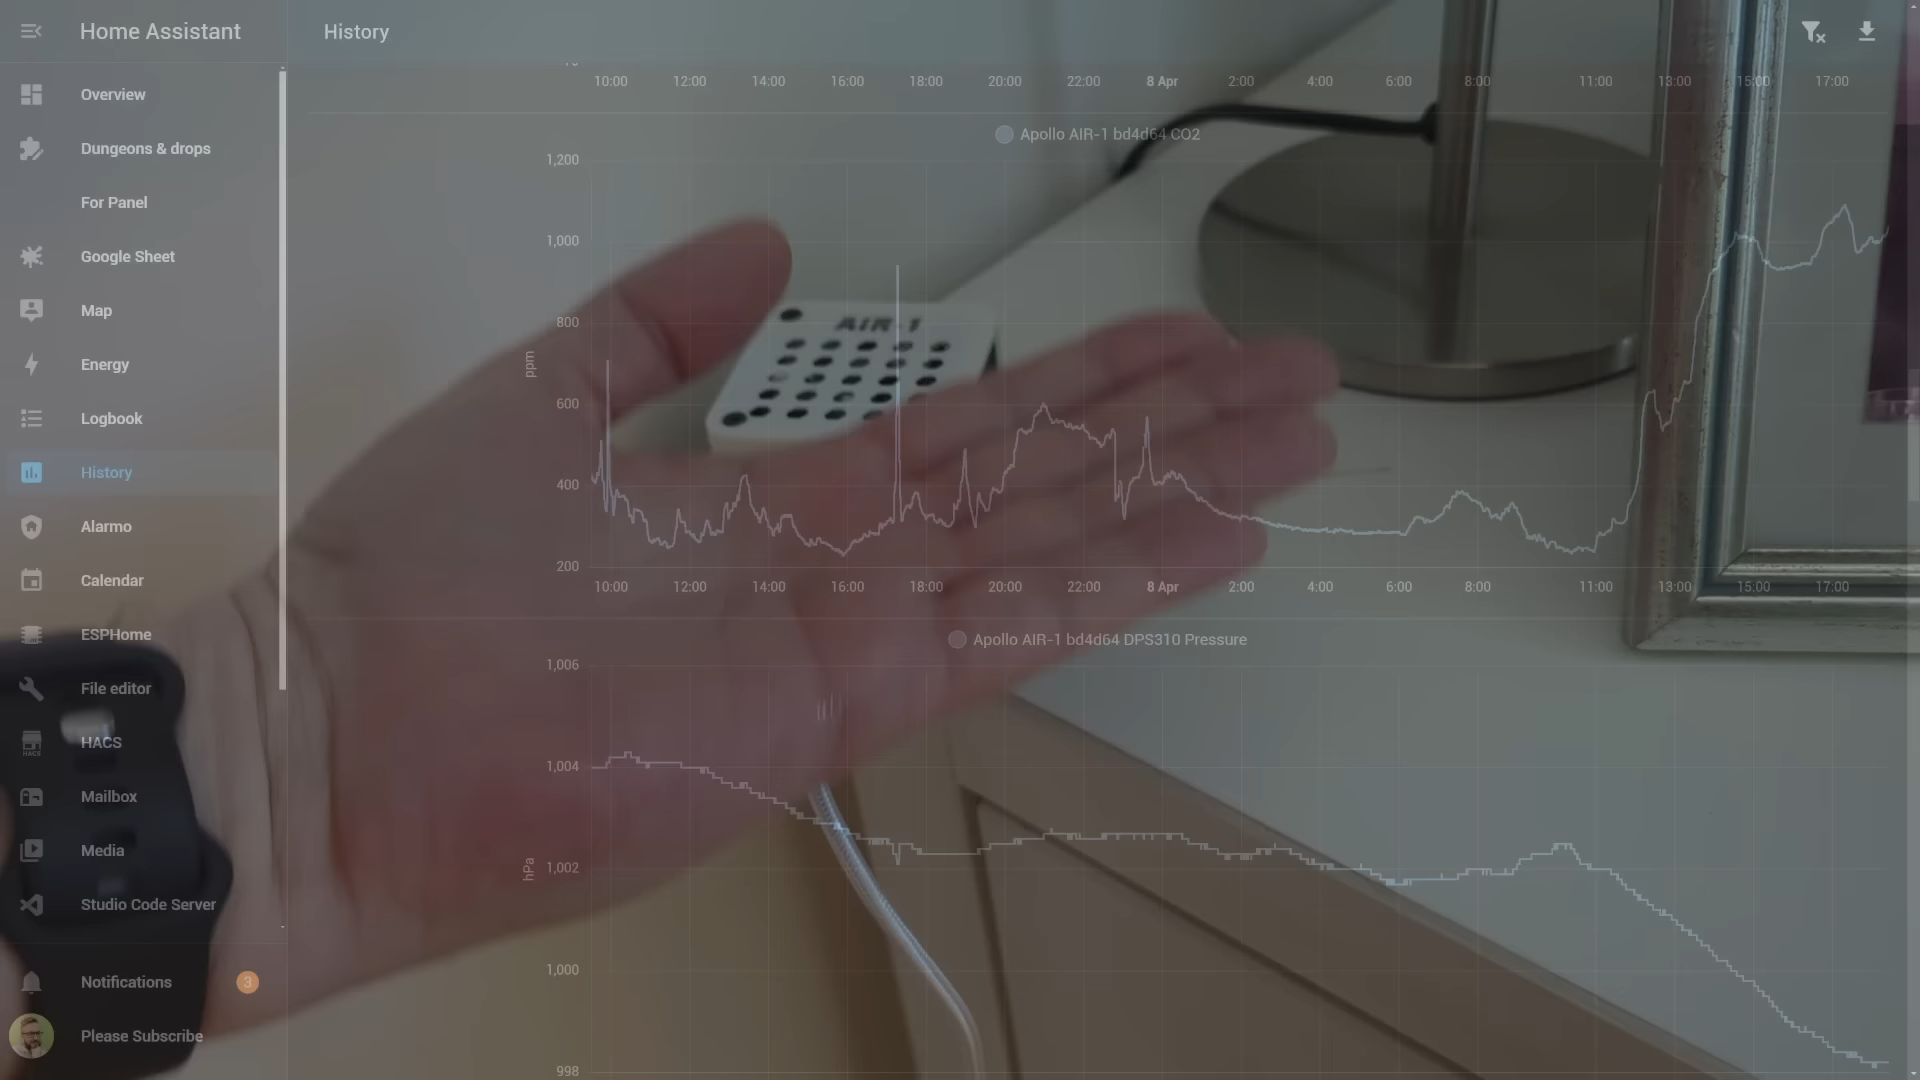 Home Assistant
History
Overview
Dungeons & drops
For Panel
Google Sheet
Map
Energy
Logbook
History
Alarmo
Calendar
ESPHome
File editor
HACS
HACS
Mailbox
Media
Studio Code Server
Notifications
3
Please Subscribe
10:00 12:00 14:00 16:00 18:00 20:00 22:00 8 Apr 2:00 4:00 6:00 8:00 11:00 13:00 15:00 17:00
Apollo AIR-1 bd4d64 CO2
1,200
1,000
800
AIR-1
ppm
600
400
200
10:00 12:00 14:00 16:00 18:00 20:00 22:00 8 Apr 2:00 4:00 6:00 8:00 11:00 13:00 15:00 17:00
Apollo AIR-1 bd4d64 DPS310 Pressure
1,006
1,004
hPa
1,002
1,000
998